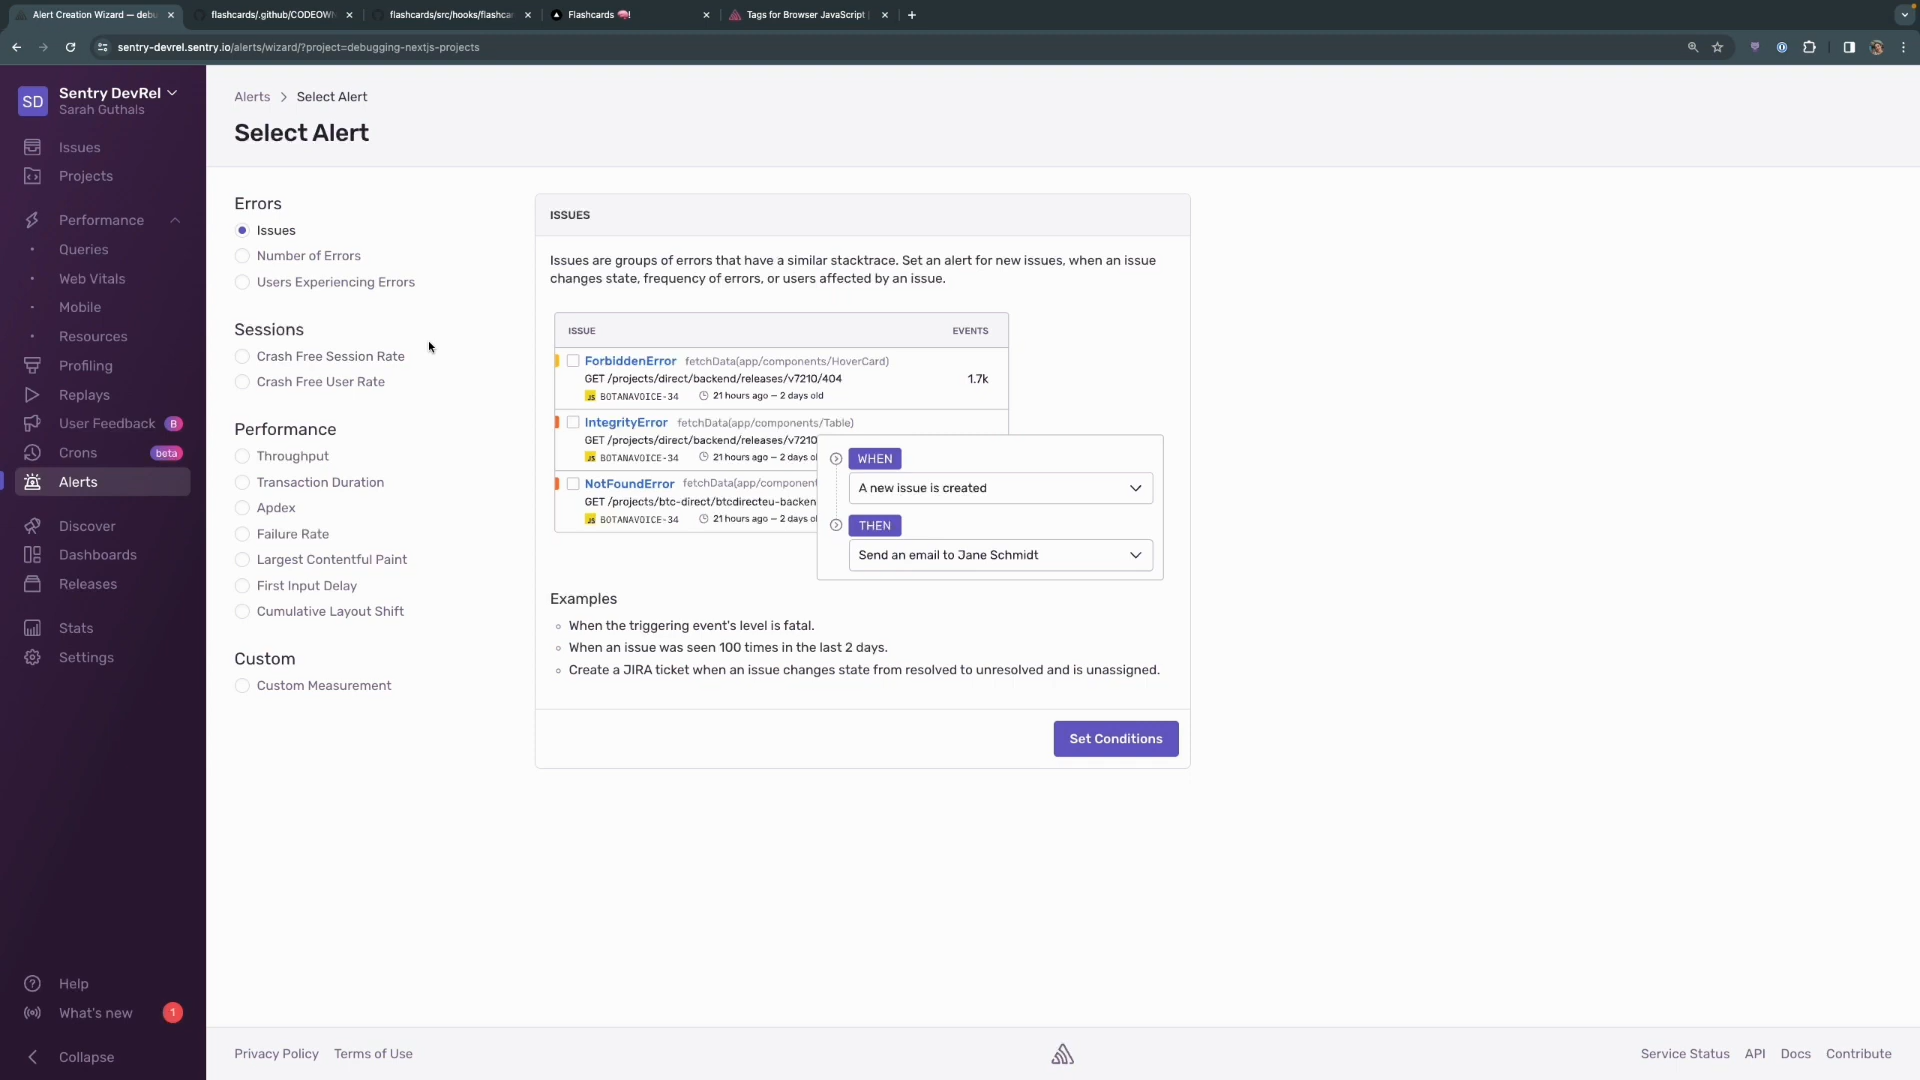 Alert Creation Wizard — debu
flashcards/.github/CODEOW
flashcards/src/hooks/flashca
Flashcards 🧠!
Tags for Browser JavaScript
sentry-devrel.sentry.io/alerts/wizard/?project=debugging-nextjs-projects
SD
Sentry DevRel
Sarah Guthals
Issues
Projects
Performance
Queries
Web Vitals
Mobile
Resources
Profiling
Replays
User Feedback B
Crons beta
Alerts
Discover
Dashboards
Releases
Stats
Settings
Help
What's new 1
Collapse
Alerts > Select Alert
Select Alert
Errors
Issues
Number of Errors
Users Experiencing Errors
Sessions
Crash Free Session Rate
Crash Free User Rate
Performance
Throughput
Transaction Duration
Apdex
Failure Rate
Largest Contentful Paint
First Input Delay
Cumulative Layout Shift
Custom
Custom Measurement
ISSUES
Issues are groups of errors that have a similar stacktrace. Set an alert for new issues, when an issue
changes state, frequency of errors, or users affected by an issue.
ISSUE EVENTS
ForbiddenError fetchData(app/components/HoverCard)
GET /projects/direct/backend/releases/v7210/404 1.7k
JS BOTANAVOICE-34 21 hours ago — 2 days old
IntegrityError fetchData(app/components/Table)
GET /projects/direct/backend/releases/v7210
JS BOTANAVOICE-34 21 hours ago — 2 days ol
NotFoundError fetchData(app/component
GET /projects/btc-direct/btcdirecteu-backen
JS BOTANAVOICE-34 21 hours ago — 2 days ol
WHEN
A new issue is created
THEN
Send an email to Jane Schmidt
Examples
When the triggering event's level is fatal.
When an issue was seen 100 times in the last 2 days.
Create a JIRA ticket when an issue changes state from resolved to unresolved and is unassigned.
Set Conditions
Privacy Policy Terms of Use
Service Status API Docs Contribute